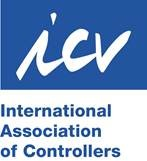 icv
International
Association
of Controllers